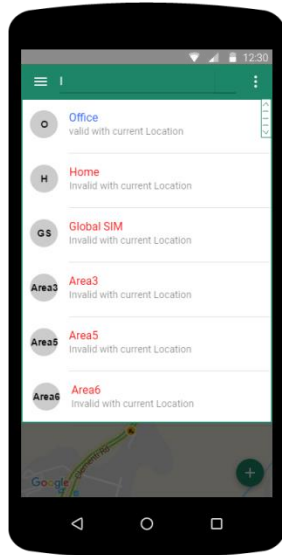 12:30
I
O
Office
valid with current Location
H
Home
Invalid with current Location
GS
Global SIM
Invalid with current Location
Area3
Area3
Invalid with current Location
Area5
Area5
Invalid with current Location
Area6
Area6
Invalid with current Location
Clementi Rd
Google
+